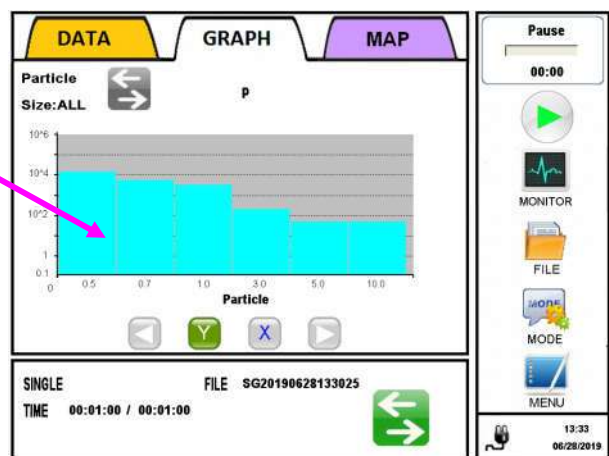 DATA GRAPH MAP
Particle
Size:ALL
p
10^6
10^4
10^2
1
0.1
0 0.5 0.7 1.0 3.0 5.0 10.0
Particle
Y X
SINGLE FILE SG20190628133025
TIME 00:01:00 / 00:01:00
Pause
00:00
MONITOR
FILE
MODE
MODE
MENU
13:33
06/28/2019